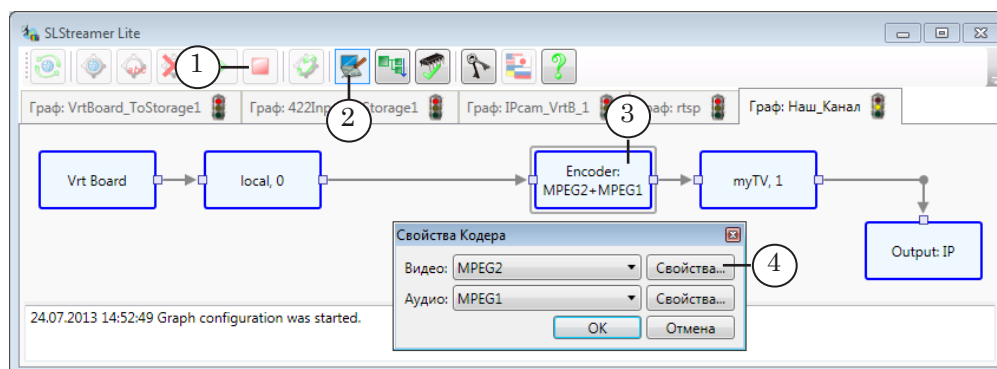 SLStreamer Lite
1
Граф: VrtBoard_ToStorage1
Граф: 422Inp
torage1
Граф: IPcam_VrtB_1
аф: rtsp
Граф: Наш_Канал
2
3
Vrt Board
local, 0
Encoder:
MPEG2+MPEG1
myTV, 1
Output: IP
Свойства Кодера
Видео: MPEG2
Свойства...
4
Аудио: MPEG1
Свойства...
OK
Отмена
24.07.2013 14:52:49 Graph configuration was started.